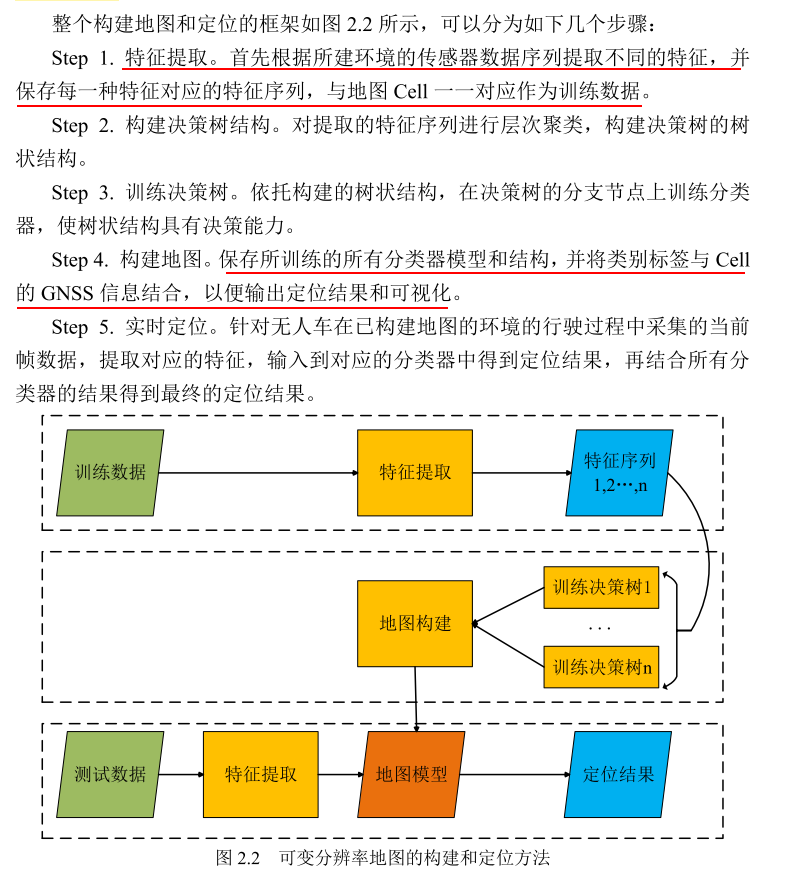 整个构建地图和定位的框架如图 2.2 所示，可以分为如下几个步骤：
Step 1. 特征提取。首先根据所建环境的传感器数据序列提取不同的特征，并
保存每一种特征对应的特征序列，与地图 Cell 一一对应作为训练数据。
Step 2. 构建决策树结构。对提取的特征序列进行层次聚类，构建决策树的树
状结构。
Step 3. 训练决策树。依托构建的树状结构，在决策树的分支节点上训练分类
器，使树状结构具有决策能力。
Step 4. 构建地图。保存所训练的所有分类器模型和结构，并将类别标签与 Cell
的 GNSS 信息结合，以便输出定位结果和可视化。
Step 5. 实时定位。针对无人车在已构建地图的环境的行驶过程中采集的当前
帧数据，提取对应的特征，输入到对应的分类器中得到定位结果，再结合所有分
类器的结果得到最终的定位结果。
训练数据
特征提取
特征序列
1,2…,n
地图构建
训练决策树1
...
训练决策树n
测试数据
特征提取
地图模型
定位结果
图 2.2 可变分辨率地图的构建和定位方法